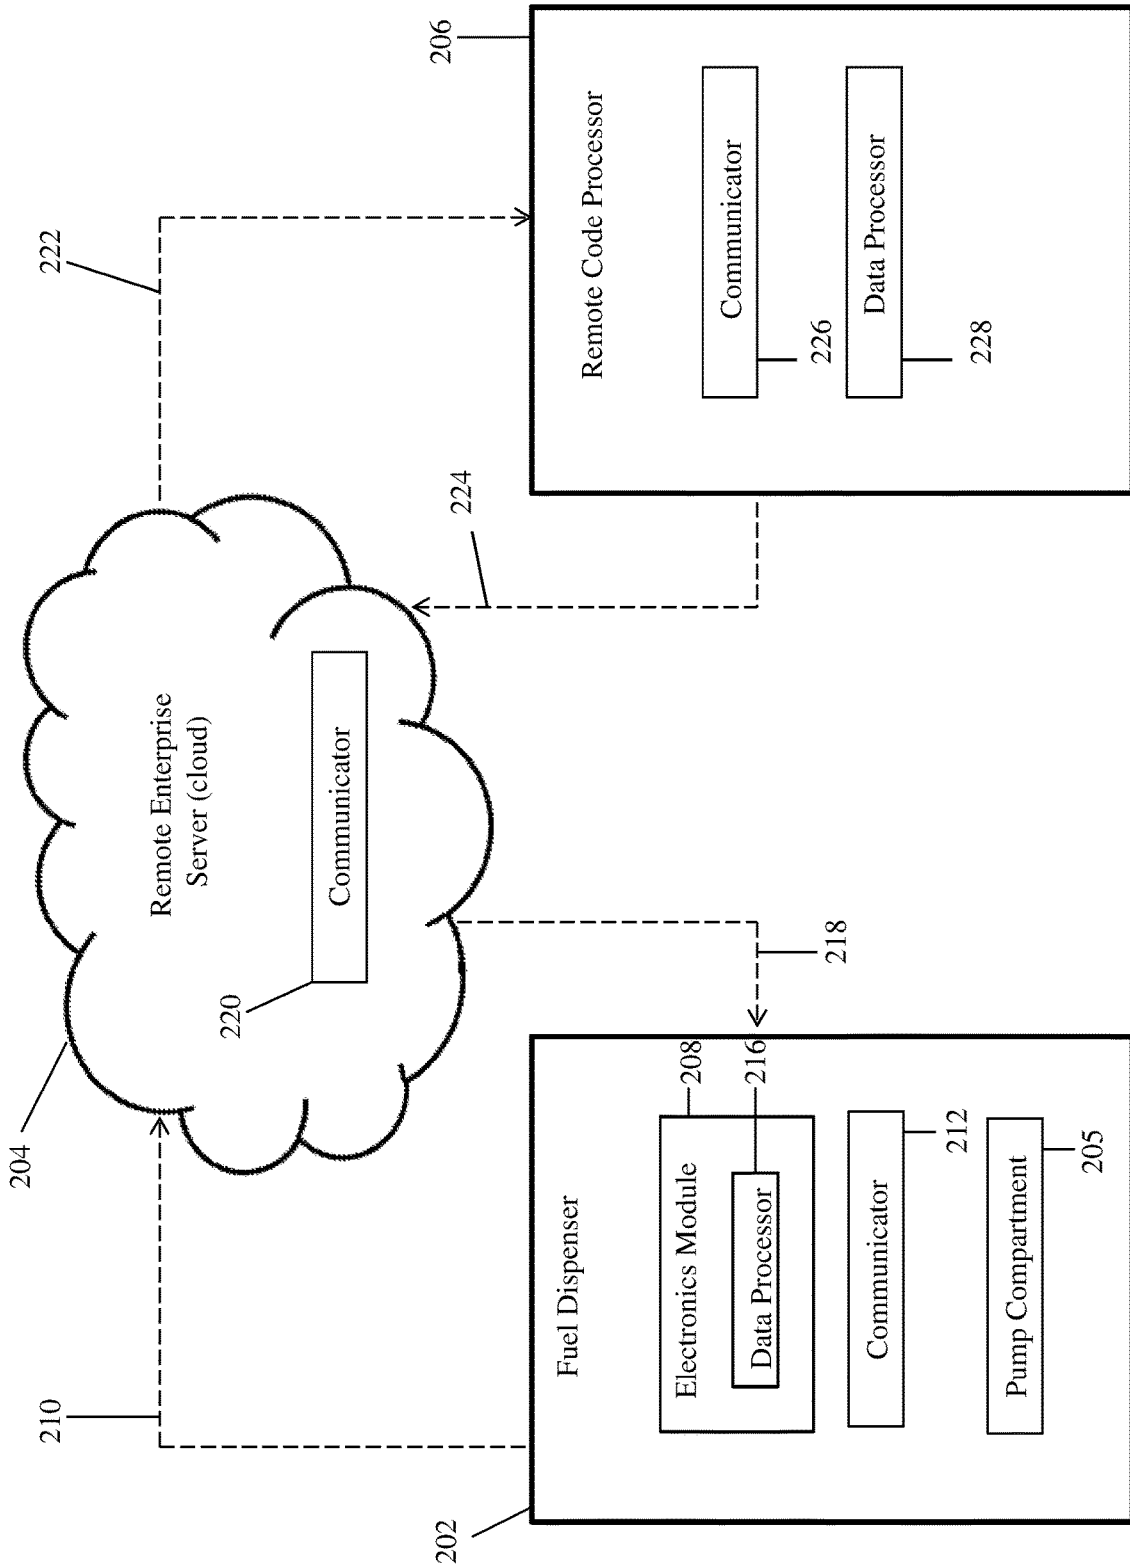 204
210
222
Remote Enterprise
Server (cloud)
220
Communicator
224
218
202
206
Fuel Dispenser
Electronics Module
208
Data Processor
216
Communicator
212
Pump Compartment
205
Remote Code Processor
Communicator
226
Data Processor
228